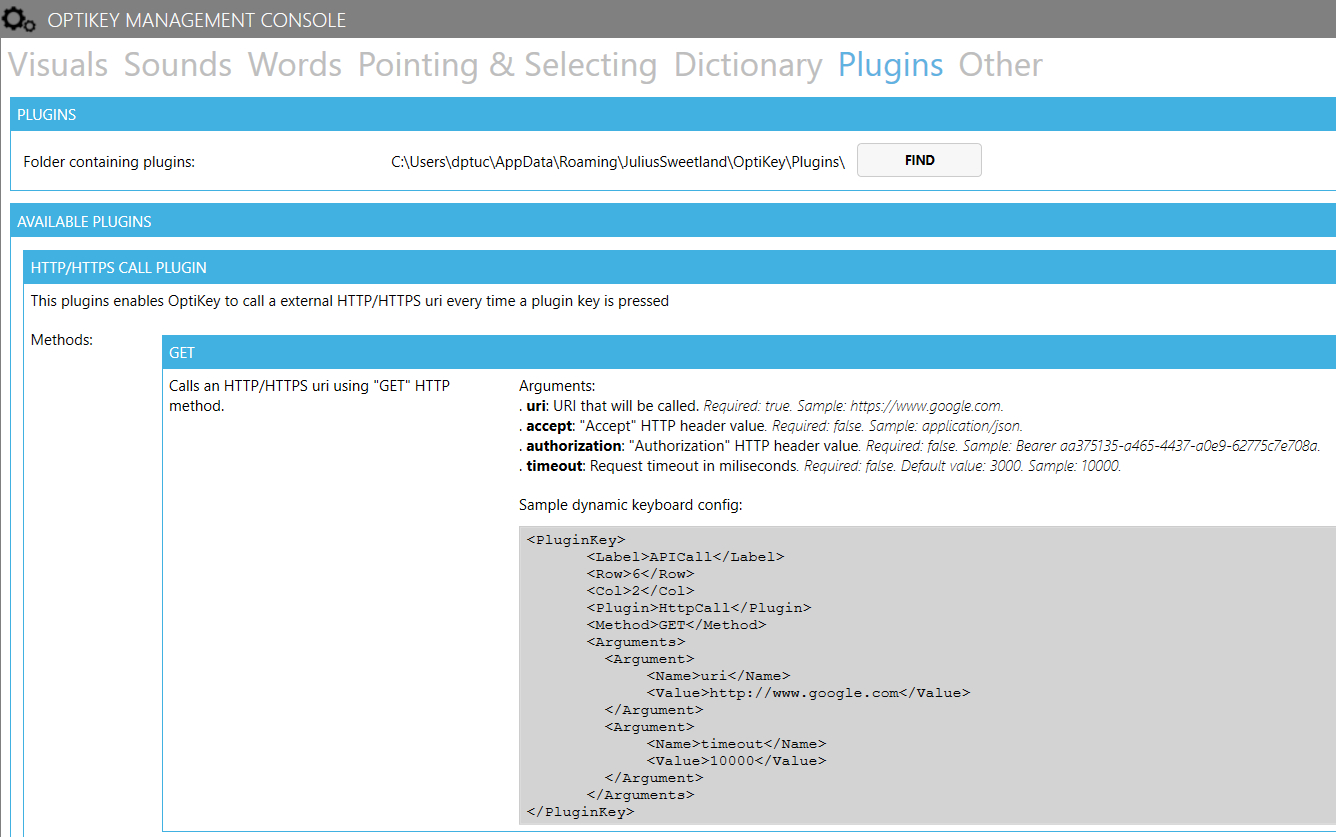 OPTIKEY MANAGEMENT CONSOLE
Visuals Sounds Words Pointing & Selecting Dictionary Plugins Other
PLUGINS
Folder containing plugins: C:\Users\dptuc\AppData\Roaming\JuliusSweetland\OptiKey\Plugins\ FIND
AVAILABLE PLUGINS
HTTP/HTTPS CALL PLUGIN
This plugins enables OptiKey to call a external HTTP/HTTPS uri every time a plugin key is pressed
Methods:
GET
Calls an HTTP/HTTPS uri using "GET" HTTP
method.
Arguments:
. uri: URI that will be called. Required: true. Sample: https://www.google.com.
. accept: "Accept" HTTP header value. Required: false. Sample: application/json.
. authorization: "Authorization" HTTP header value. Required: false. Sample: Bearer aa375135-a465-4437-a0e9-62775c7e708a.
. timeout: Request timeout in miliseconds. Required: false. Default value: 3000. Sample: 10000.
Sample dynamic keyboard config:
<PluginKey>
<Label>APICall</Label>
<Row>6</Row>
<Col>2</Col>
<Plugin>HttpCall</Plugin>
<Method>GET</Method>
<Arguments>
<Argument>
<Name>uri</Name>
<Value>http://www.google.com</Value>
</Argument>
<Argument>
<Name>timeout</Name>
<Value>10000</Value>
</Argument>
</Arguments>
</PluginKey>